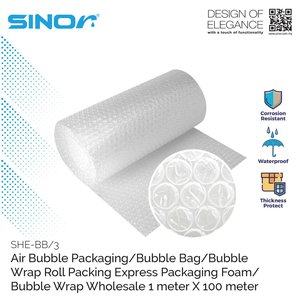 SINOR
DESIGN OF
ELEGANCE
with a touch of functionality
Corrosion
Resistant
Waterproof
Thickness
Protect
SHE-BB/3
Air Bubble Packaging/Bubble Bag/Bubble
Wrap Roll Packing Express Packaging Foam/
Bubble Wrap Wholesale 1 meter X 100 meter